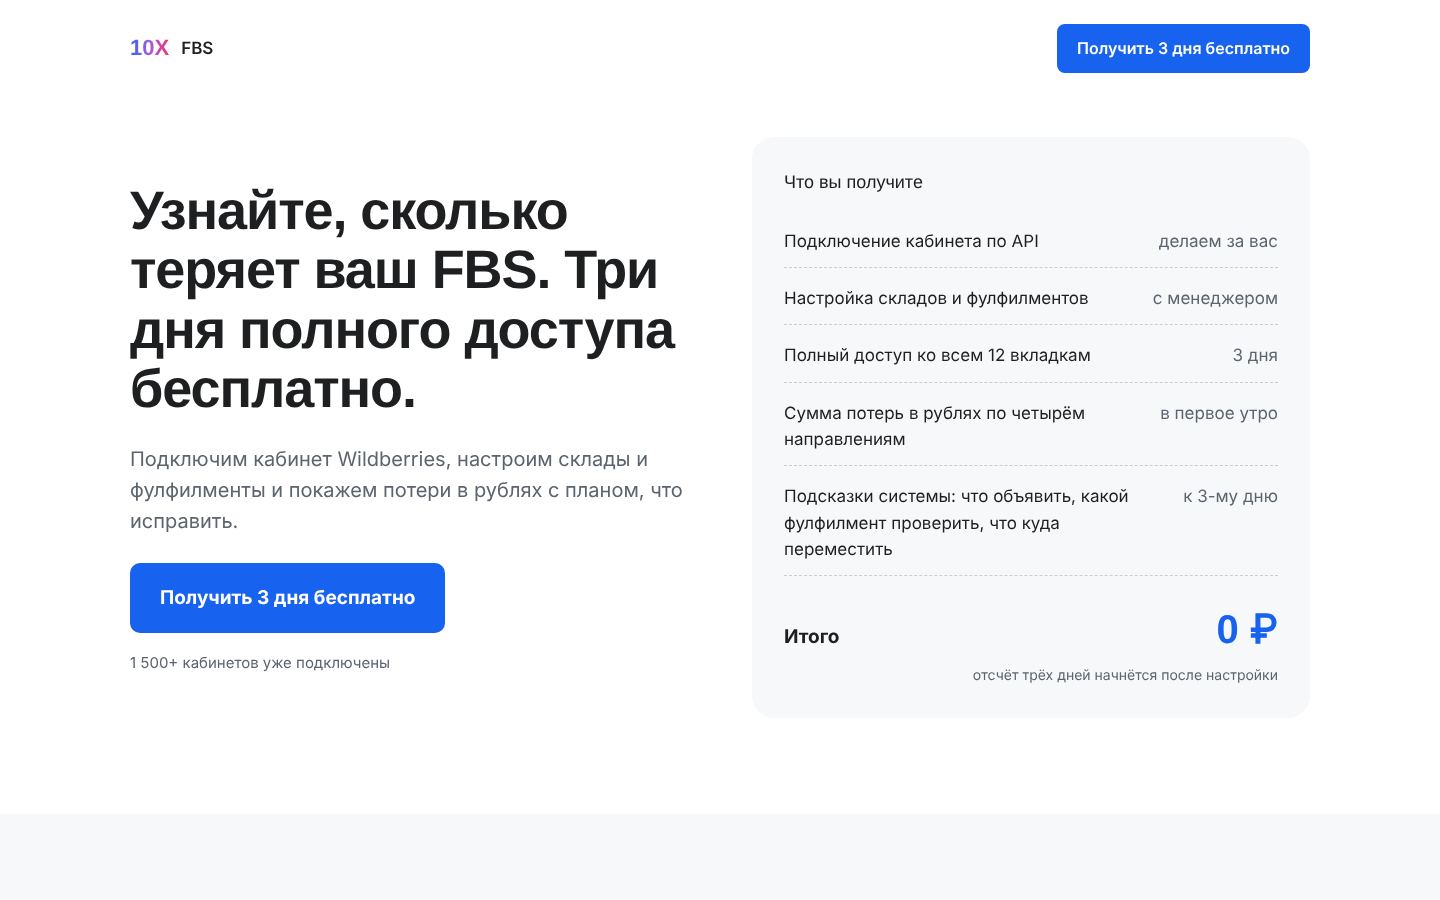 10X FBS
Получить 3 дня бесплатно
Узнайте, сколько
теряет ваш FBS. Три
дня полного доступа
бесплатно.
Подключим кабинет Wildberries, настроим склады и
фулфилменты и покажем потери в рублях с планом, что
исправить.
Получить 3 дня бесплатно
1 500+ кабинетов уже подключены
Что вы получите
Подключение кабинета по API делаем за вас
Настройка складов и фулфилментов с менеджером
Полный доступ ко всем 12 вкладкам 3 дня
Сумма потерь в рублях по четырём в первое утро
направлениям
Подсказки системы: что объявить, какой к 3-му дню
фулфилмент проверить, что куда
переместить
Итого 0 ₽
отсчёт трёх дней начнётся после настройки